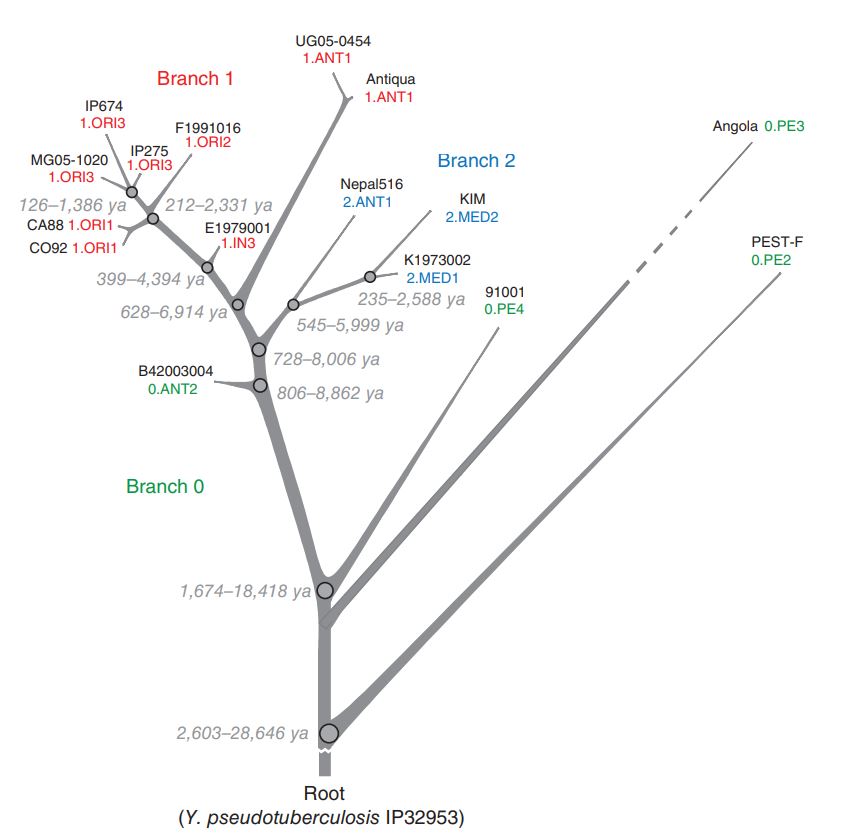 UG05-0454
1.ANT1
Branch 1
Antiqua
1.ANT1
IP674
1.ORI3
F1991016
1.ORI2
Angola 0.PE3
IP275
1.ORI3
MG05-1020
1.ORI3
Branch 2
Nepal516
2.ANT1
KIM
2.MED2
126–1,386 ya
212–2,331 ya
CA88 1.ORI1
E1979001
1.IN3
CO92 1.ORI1
PEST-F
0.PE2
K1973002
2.MED1
399–4,394 ya
235–2,588 ya
91001
0.PE4
628–6,914 ya
545–5,999 ya
728–8,006 ya
B42003004
0.ANT2
806–8,862 ya
Branch 0
1,674–18,418 ya
2,603–28,646 ya
Root
(Y. pseudotuberculosis IP32953)